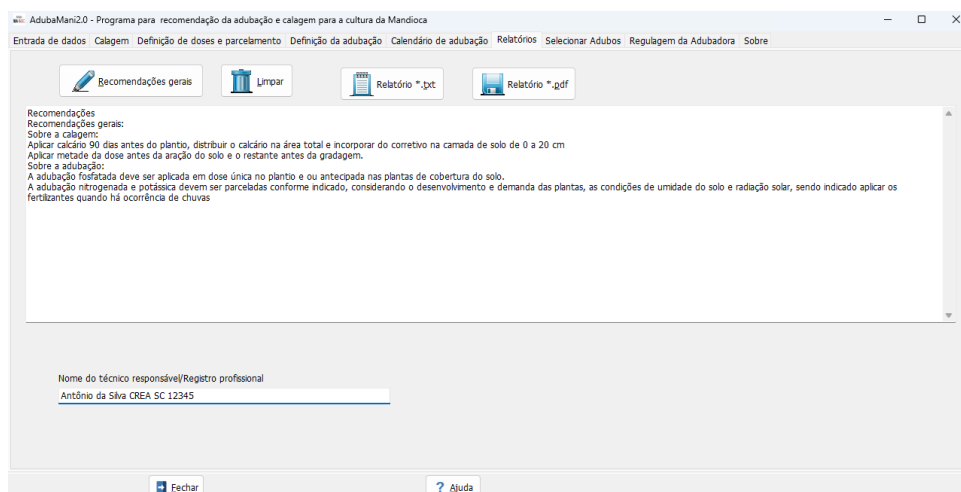 AdubaMani2.0 - Programa para recomendação da adubação e calagem para a cultura da Mandioca
Entrada de dados Calagem Definição de doses e parcelamento Definição da adubação Calendário de adubação Relatórios Selecionar Adubos Regulagem da Adubadora Sobre
Recomendações gerais Limpar Relatório *.txt Relatório *.pdf
Recomendações
Recomendações gerais:
Sobre a calagem:
Aplicar calcário 90 dias antes do plantio, distribuir o calcário na área total e incorporar do corretivo na camada de solo de 0 a 20 cm
Aplicar metade da dose antes da aração do solo e o restante antes da gradagem.
Sobre a adubação:
A adubação fosfatada deve ser aplicada em dose única no plantio e ou antecipada nas plantas de cobertura do solo.
A adubação nitrogenada e potássica devem ser parceladas conforme indicado, considerando o desenvolvimento e demanda das plantas, as condições de umidade do solo e radiação solar, sendo indicado aplicar os
fertilizantes quando há ocorrência de chuvas
Nome do técnico responsável/Registro profissional
Antônio da Silva CREA SC 12345
Fechar ? Ajuda